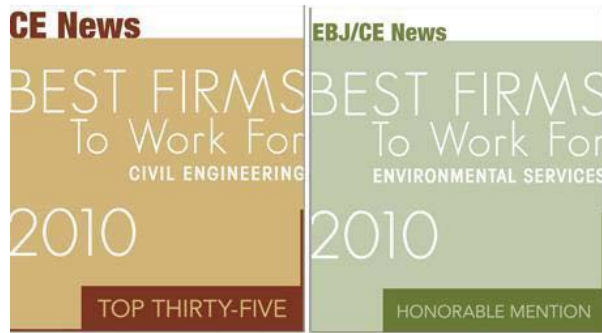 CE News
BEST FIRMS
To Work For
CIVIL ENGINEERING
2010
TOP THIRTY-FIVE
EBJ/CE News
BEST FIRMS
To Work For
ENVIRONMENTAL SERVICES
2010
HONORABLE MENTION